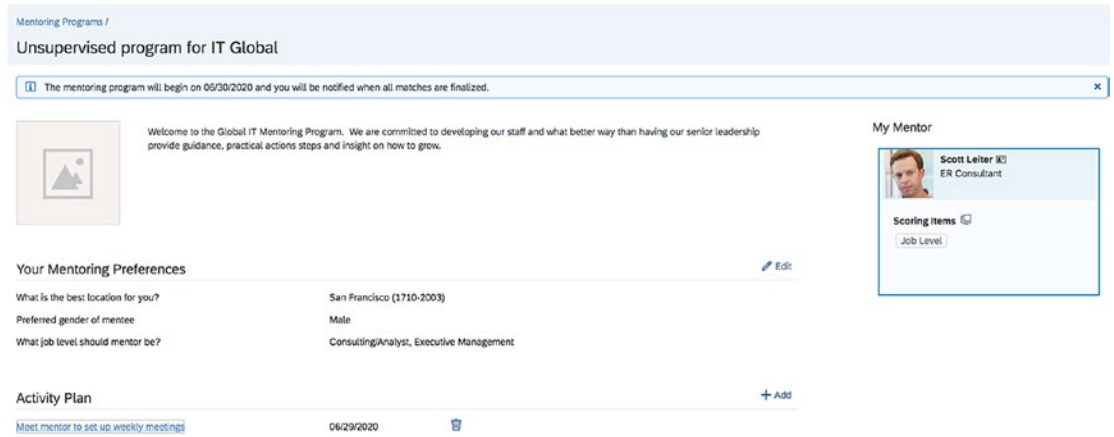 Mentoring Programs /
Unsupervised program for IT Global
The mentoring program will begin on 06/30/2020 and you will be notified when all matches are finalized.
Welcome to the Global IT Mentoring Program. We are committed to developing our staff and what better way than having our senior leadership
provide guidance, practical actions steps and insight on how to grow.
My Mentor
Scott Leiter
ER Consultant
Scoring Items
Job Level
Your Mentoring Preferences
Edit
What is the best location for you? San Francisco (1710-2003)
Preferred gender of mentee Male
What job level should mentor be? Consulting/Analyst, Executive Management
Activity Plan
+ Add
Meet mentor to set up weekly meetings 06/29/2020